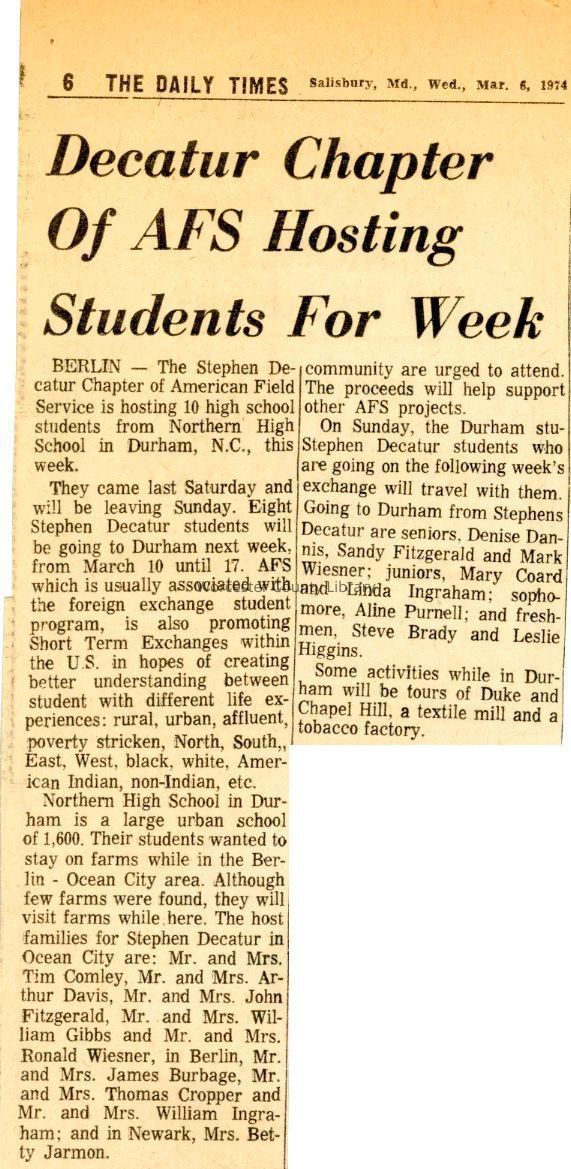 6 THE DAILY TIMES Salisbury, Md., Wed., Mar. 6, 1974
Decatur Chapter
Of AFS Hosting
Students For Week
BERLIN — The Stephen De-
catur Chapter of American Field
Service is hosting 10 high school
students from Northern High
School in Durham, N.C., this
week.
They came last Saturday and
will be leaving Sunday. Eight
Stephen Decatur students will
be going to Durham next week,
from March 10 until 17. AFS
which is usually associated with
the foreign exchange student
program, is also promoting
Short Term Exchanges within
the U.S. in hopes of creating
better understanding between
student with different life ex-
periences: rural, urban, affluent,
poverty stricken, North, South,,
East, West, black, white, Amer-
ican Indian, non-Indian, etc.
Northern High School in Dur-
ham is a large urban school
of 1,600. Their students wanted to
stay on farms while in the Ber-
lin - Ocean City area. Although
few farms were found, they will
visit farms while here. The host
families for Stephen Decatur in
Ocean City are: Mr. and Mrs.
Tim Comley, Mr. and Mrs. Ar-
thur Davis, Mr. and Mrs. John
Fitzgerald, Mr. and Mrs. Wil-
liam Gibbs and Mr. and Mrs.
Ronald Wiesner, in Berlin, Mr.
and Mrs. James Burbage, Mr.
and Mrs. Thomas Cropper and
Mr. and Mrs. William Ingra-
ham; and in Newark, Mrs. Bet-
ty Jarmon.
community are urged to attend.
The proceeds will help support
other AFS projects.
On Sunday, the Durham stu-
Stephen Decatur students who
are going on the following week's
exchange will travel with them.
Going to Durham from Stephens
Decatur are seniors, Denise Dan-
nis, Sandy Fitzgerald and Mark
Wiesner; juniors, Mary Coard
and Linda Ingraham; sopho-
more, Aline Purnell; and fresh-
men, Steve Brady and Leslie
Higgins.
Some activities while in Dur-
ham will be tours of Duke and
Chapel Hill, a textile mill and a
tobacco factory.
Worcester County Library